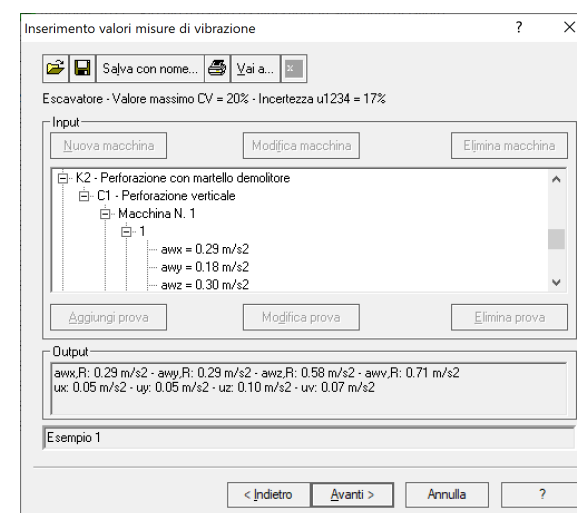 Inserimento valori misure di vibrazione ? X
Salva con nome... Vai a...
Escavatore - Valore massimo CV = 20% - Incertezza u1234 = 17%
Input
Nuova macchina Modifica macchina Elimina macchina
K2 - Perforazione con martello demolitore
C1 - Perforazione verticale
Macchina N. 1
1
awx = 0.29 m/s2
awy = 0.18 m/s2
awz = 0.30 m/s2
Aggiungi prova Modifica prova Elimina prova
Output
awx,R: 0.29 m/s2 - awy,R: 0.29 m/s2 - awz,R: 0.58 m/s2 - awv,R: 0.71 m/s2
ux: 0.05 m/s2 - uy: 0.05 m/s2 - uz: 0.10 m/s2 - uv: 0.07 m/s2
Esempio 1
< Indietro Avanti > Annulla ?